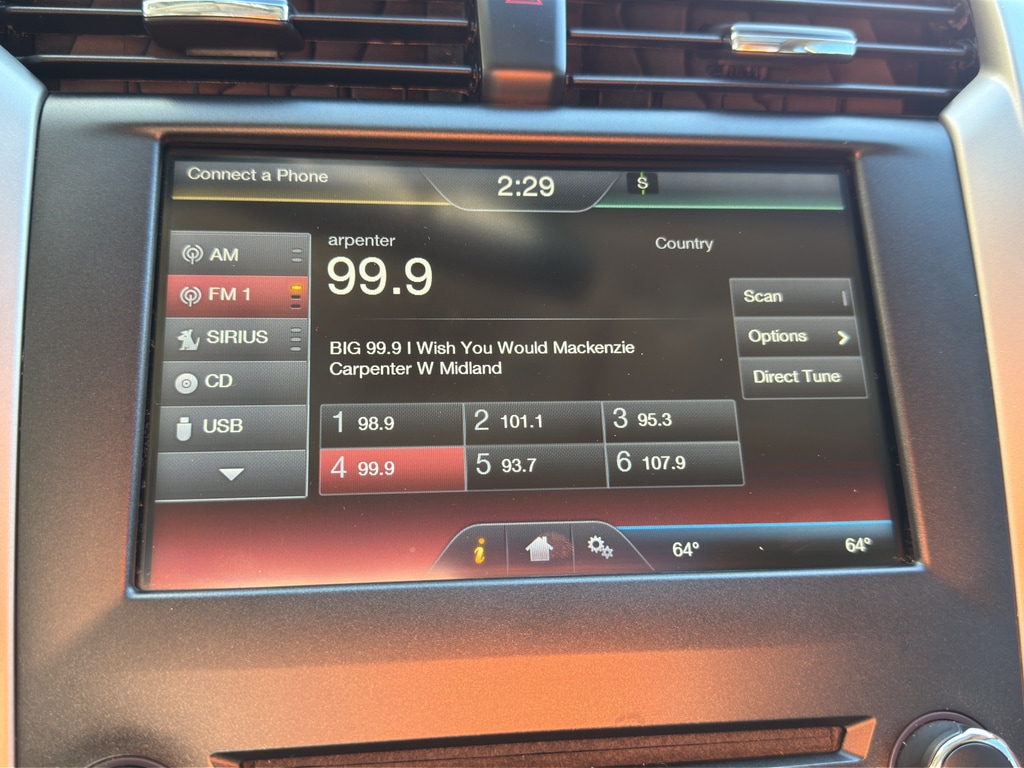 Connect a Phone
2:29
S
AM
FM 1
SIRIUS
CD
USB
arpenter
99.9
Country
BIG 99.9 I Wish You Would Mackenzie
Carpenter W Midland
Scan
Options
Direct Tune
1 98.9
2 101.1
3 95.3
4 99.9
5 93.7
6 107.9
i
64°
64°